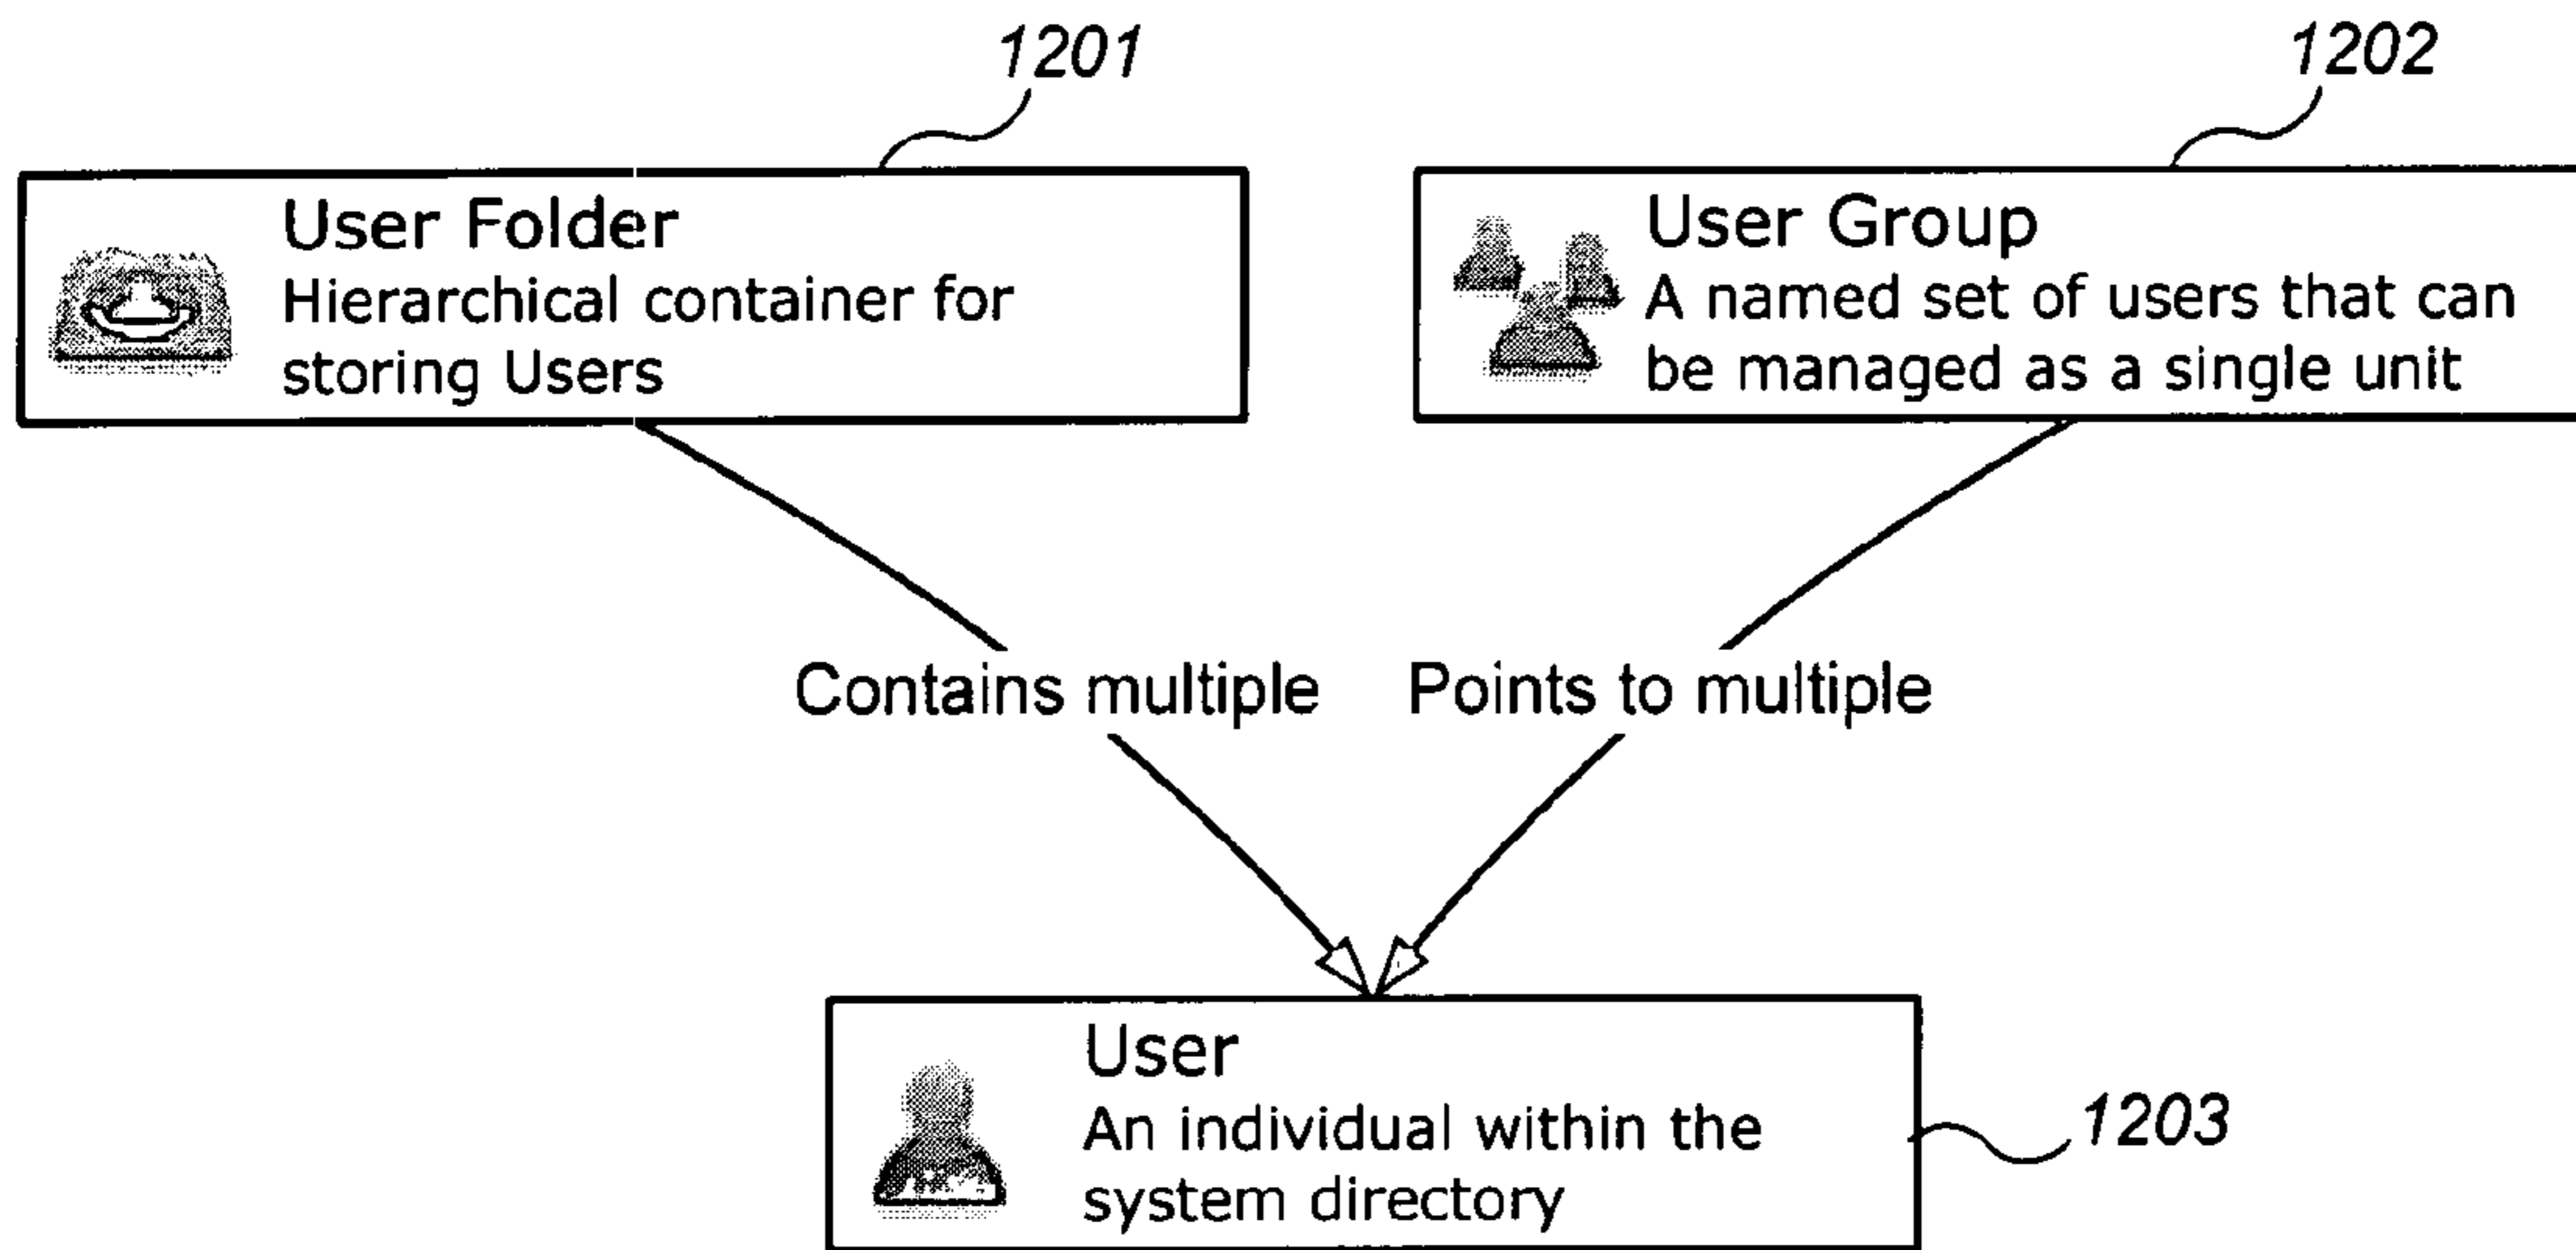 1201
1202
User Folder
Hierarchical container for
storing Users
User Group
A named set of users that can
be managed as a single unit
Contains multiple
Points to multiple
User
An individual within the
system directory
1203